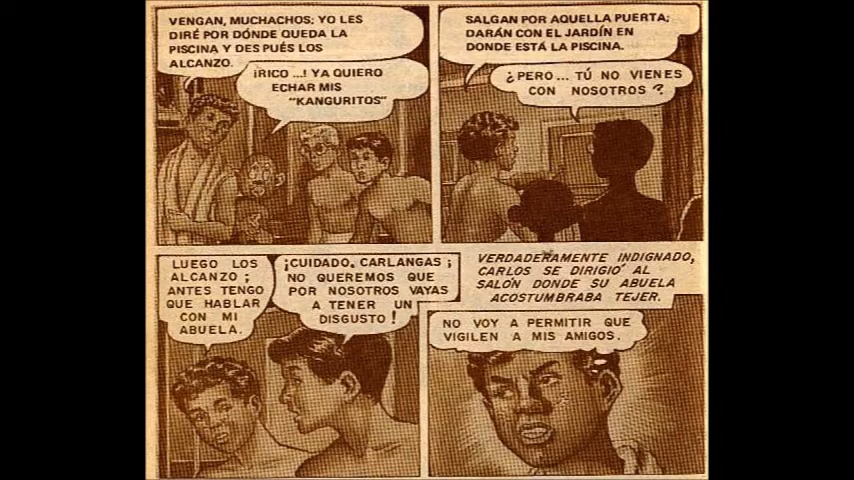 VENGAN, MUCHACHOS; YO LES
DIRÉ POR DÓNDE QUEDA LA
PISCINA Y DES PUÉS LOS
ALCANZO.
¡RICO ...! YA QUIERO
ECHAR MIS
"KANGURITOS"
SALGAN POR AQUELLA PUERTA;
DARÁN CON EL JARDÍN EN
DONDE ESTÁ LA PISCINA.
¿PERO... TÚ NO VIENES
CON NOSOTROS?
LUEGO LOS
ALCANZO;
ANTES TENGO
QUE HABLAR
CON MI
ABUELA.
¡CUIDADO, CARLANGAS;
NO QUEREMOS QUE
POR NOSOTROS VAYAS
A TENER UN
DISGUSTO!
VERDADERAMENTE INDIGNADO,
CARLOS SE DIRIGIÓ AL
SALÓN DONDE SU ABUELA
ACOSTUMBRABA TEJER.
NO VOY A PERMITIR QUE
VIGILEN A MIS AMIGOS.